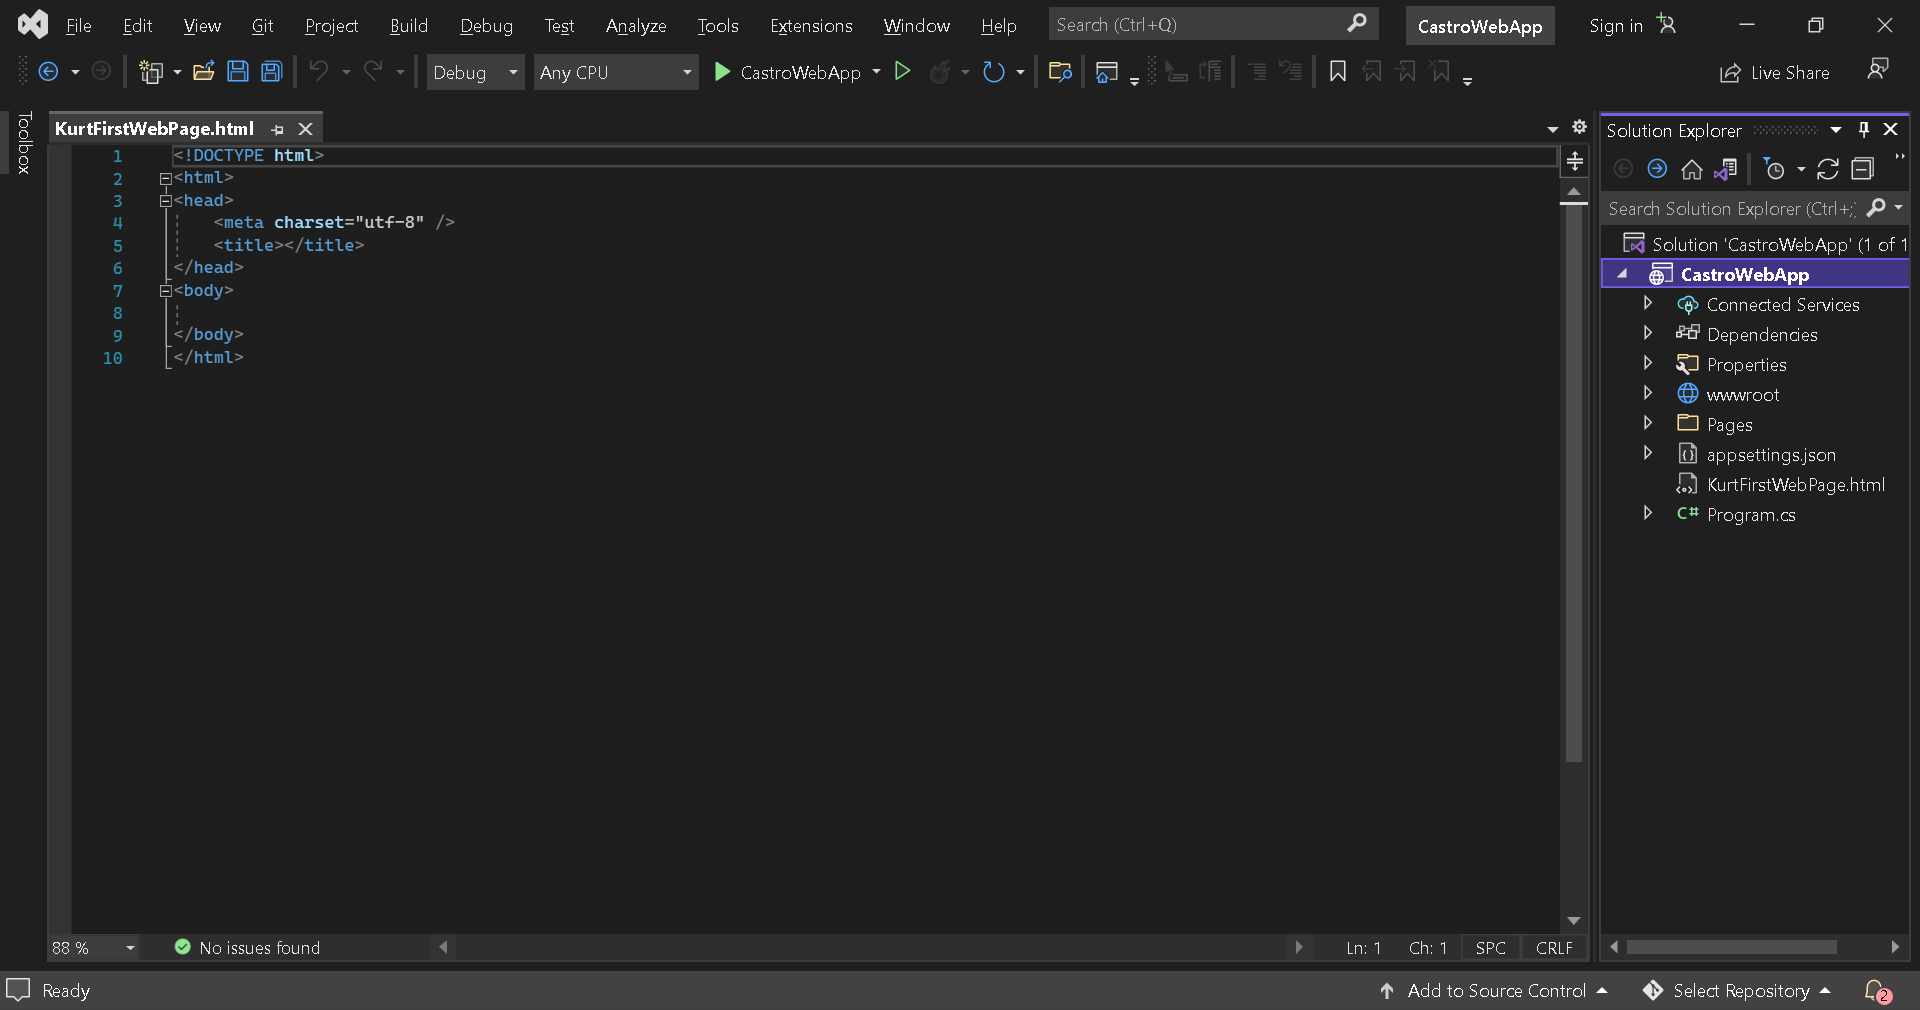 File Edit View Git Project Build Debug Test Analyze Tools Extensions Window Help Search (Ctrl+Q) CastroWebApp Sign in
Debug Any CPU CastroWebApp Live Share
Toolbox
KurtFirstWebPage.html
1 <!DOCTYPE html>
2 <html>
3 <head>
4 <meta charset="utf-8" />
5 <title></title>
6 </head>
7 <body>
8
9 </body>
10 </html>
88 % No issues found Ln: 1 Ch: 1 SPC CRLF
Solution Explorer
Search Solution Explorer (Ctrl+;)
Solution 'CastroWebApp' (1 of 1
CastroWebApp
Connected Services
Dependencies
Properties
wwwroot
Pages
appsettings.json
KurtFirstWebPage.html
C# Program.cs
Ready Add to Source Control Select Repository 2